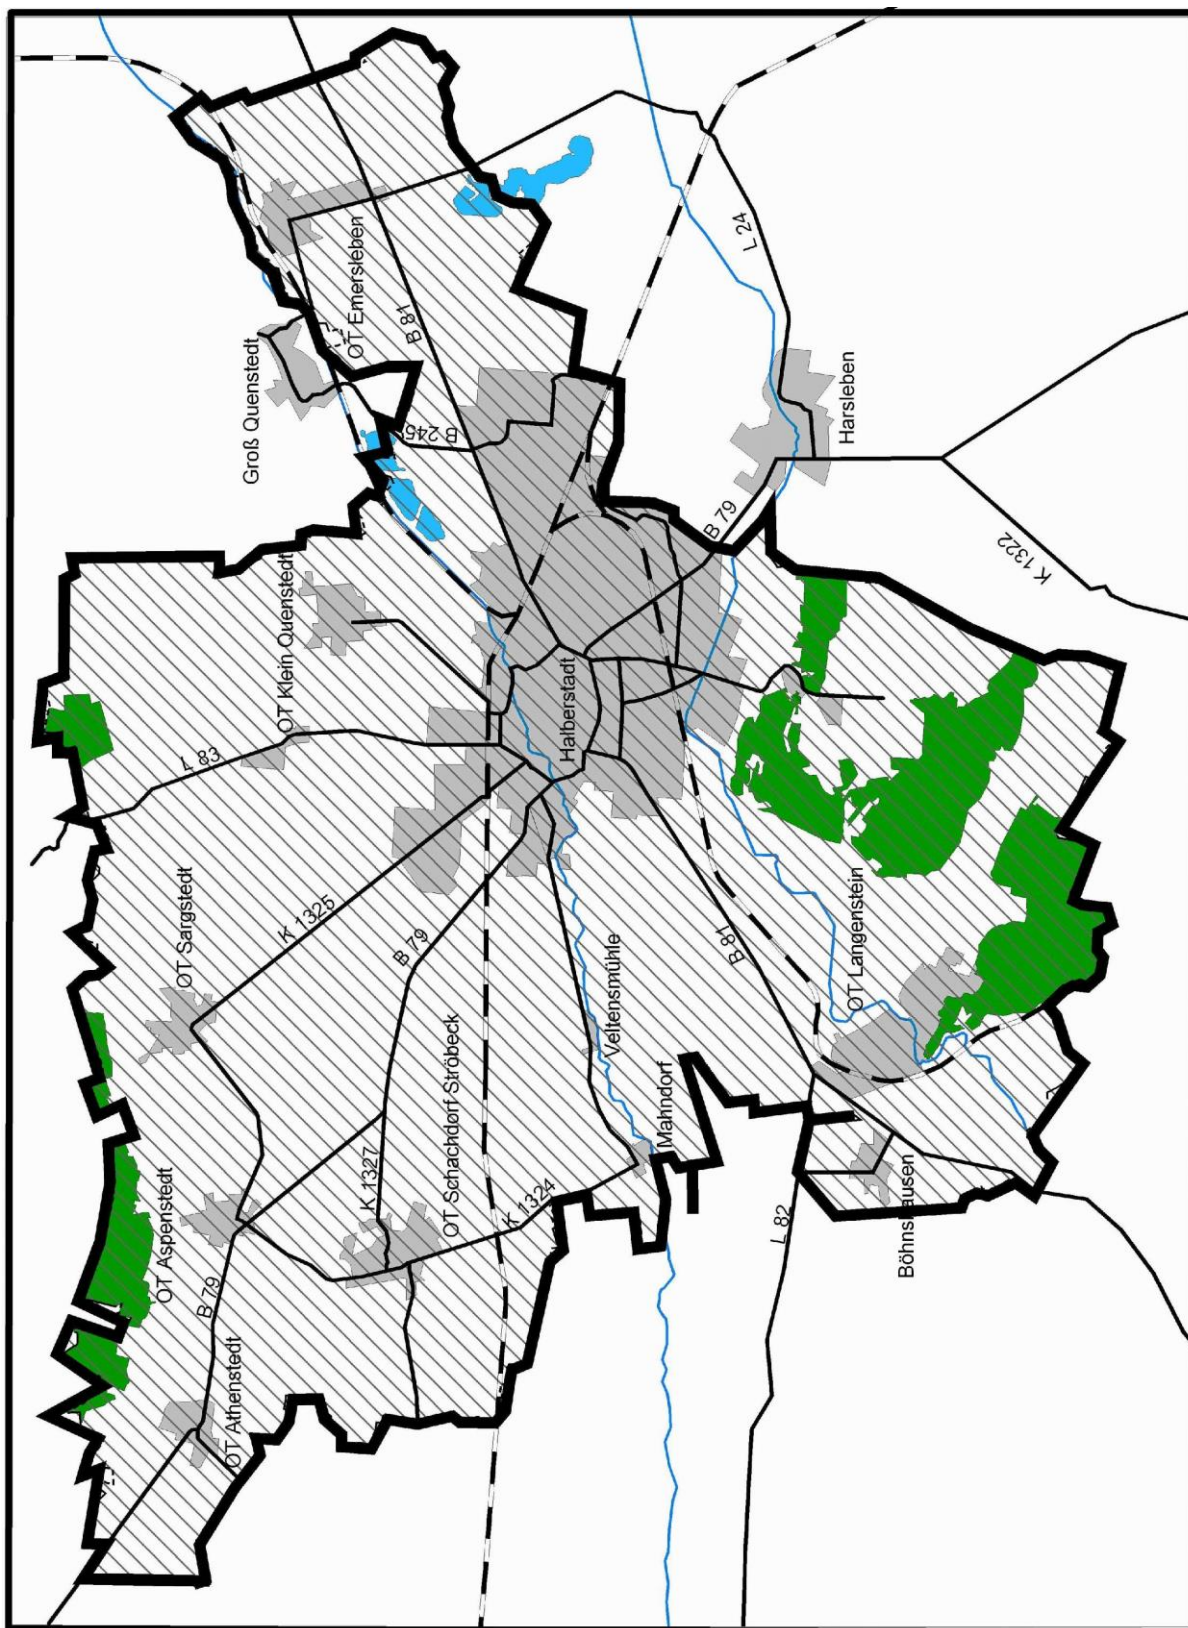 Groß Quenstedt
OT Emersleben
B 81
L 24
B 245
Harsleben
B 79
K 1322
OT Klein Quenstedt
L 83
Halberstadt
OT Sargstedt
K 1325
B 79
OT Langenstein
B 81
Veltensmühle
OT Schachdorf Ströbeck
Mahndorf
K 1327
K 1324
OT Aspenstedt
B 79
L 82
Böhnshausen
OT Athenstedt